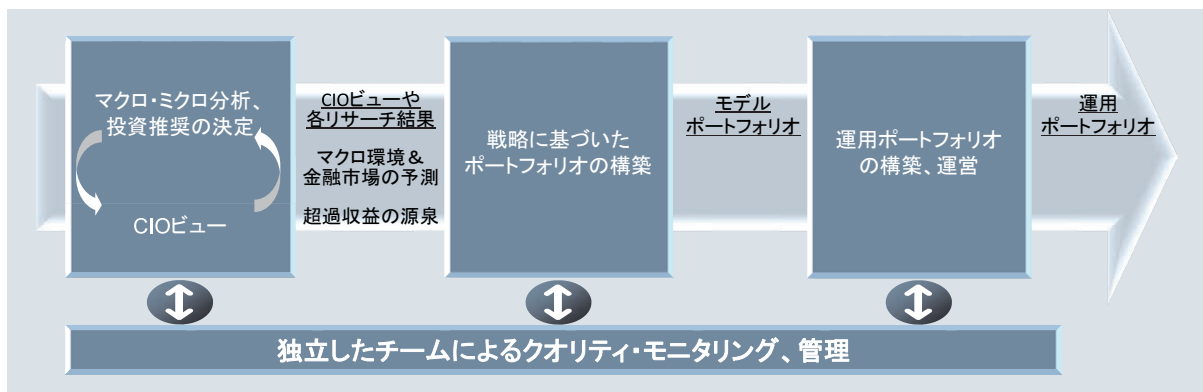 マクロ・ミクロ分析、
投資推奨の決定
CIOビュー
CIOビューや
各リサーチ結果
マクロ環境＆
金融市場の予測
超過収益の源泉
戦略に基づいた
ポートフォリオの構築
モデル
ポートフォリオ
運用ポートフォリオ
の構築、運営
運用
ポートフォリオ
独立したチームによるクオリティ・モニタリング、管理